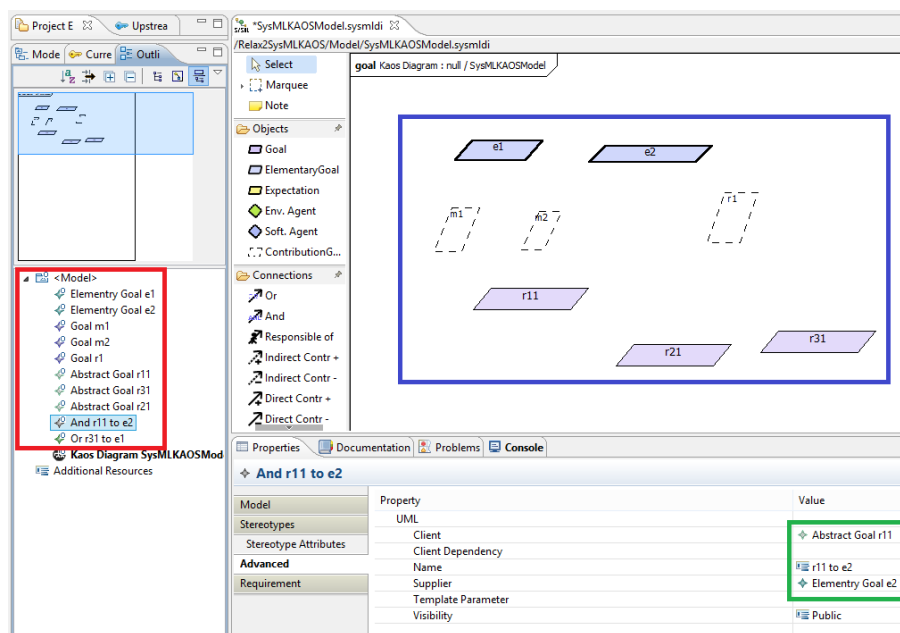 Project E
Upstrea
*SysMLKAOSModel.sysmldi
/Relax2SysMLKAOS/Model/SysMLKAOSModel.sysmldi
Mode
Curre
Outli
Select
Marquee
Note
Objects
Goal
ElementaryGoal
Expectation
Env. Agent
Soft. Agent
ContributionG...
Connections
Or
And
Responsible of
Indirect Contr +
Indirect Contr -
Direct Contr +
Direct Contr -
goal Kaos Diagram : null / SysMLKAOSModel
e1
e2
m1
m2
r1
r11
r21
r31
<Model>
Elementry Goal e1
Elementry Goal e2
Goal m1
Goal m2
Goal r1
Abstract Goal r11
Abstract Goal r31
Abstract Goal r21
And r11 to e2
Or r31 to e1
Kaos Diagram SysMLKAOSMod
Additional Resources
Properties
Documentation
Problems
Console
And r11 to e2
Model
Stereotypes
Stereotype Attributes
Advanced
Requirement
Property Value
UML
Client Abstract Goal r11
Client Dependency
Name r11 to e2
Supplier Elementry Goal e2
Template Parameter
Visibility Public